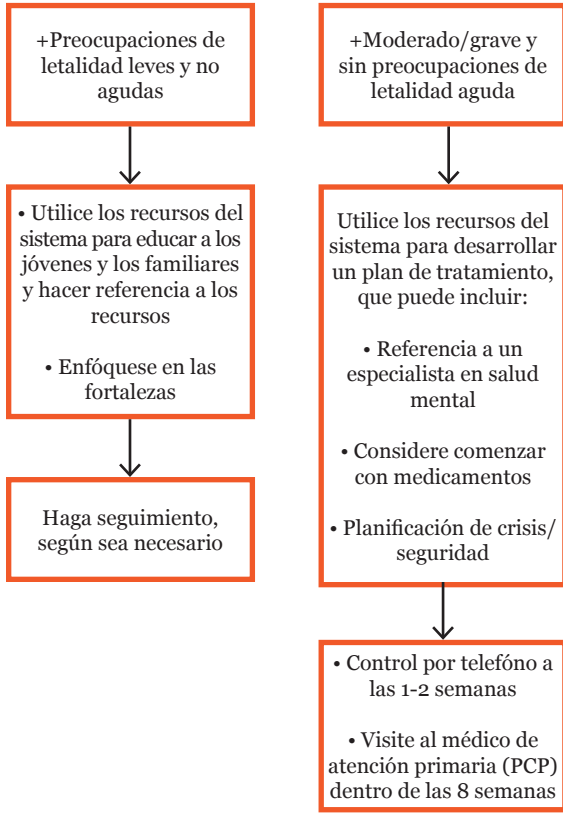 +Preocupaciones de
letalidad leves y no
agudas
• Utilice los recursos del
sistema para educar a los
jóvenes y los familiares
y hacer referencia a los
recursos
• Enfóquese en las
fortalezas
Haga seguimiento,
según sea necesario
+Moderado/grave y
sin preocupaciones de
letalidad aguda
Utilice los recursos del
sistema para desarrollar
un plan de tratamiento,
que puede incluir:
• Referencia a un
especialista en salud
mental
• Considere comenzar
con medicamentos
• Planificación de crisis/
seguridad
• Control por telefóno a
las 1-2 semanas
• Visite al médico de
atención primaria (PCP)
dentro de las 8 semanas